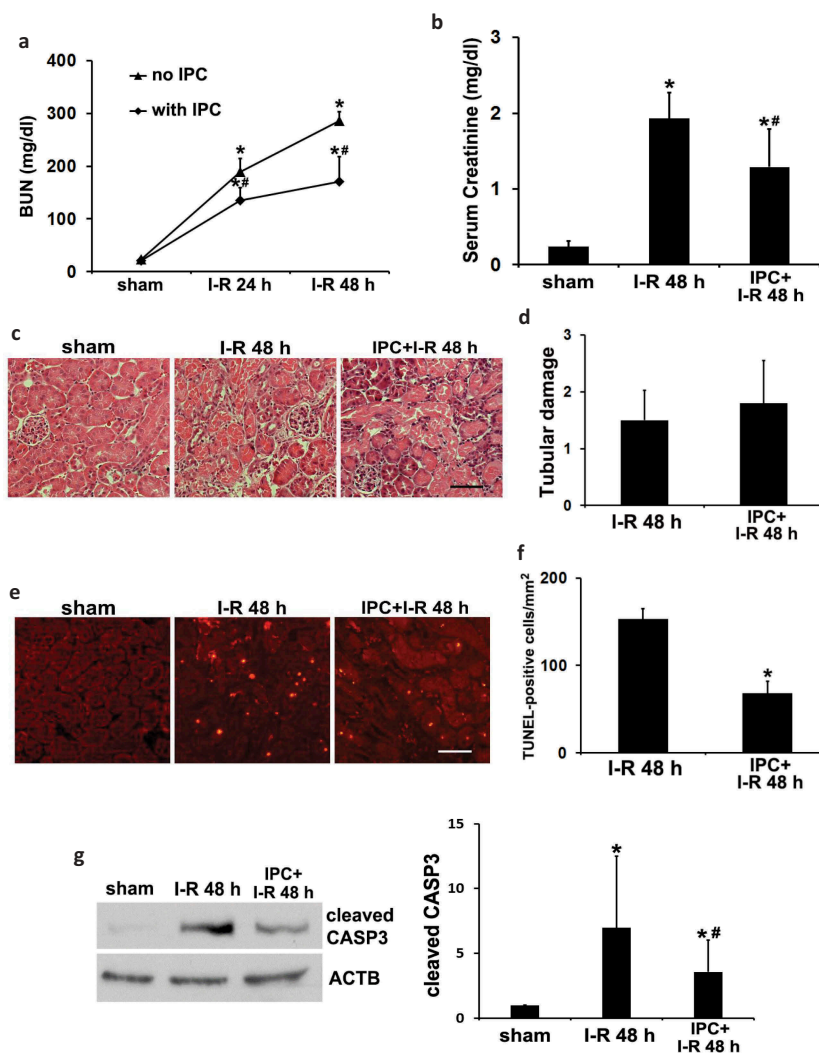 a
400
300
200
100
0
BUN (mg/dl)
no IPC
with IPC
*
*#
*
*#
sham
I-R 24 h
I-R 48 h
b
3
2
1
0
Serum Creatinine (mg/dl)
*
*#
sham
I-R 48 h
IPC+
I-R 48 h
c
sham
I-R 48 h
IPC+I-R 48 h
d
3
2
1
0
Tubular damage
I-R 48 h
IPC+
I-R 48 h
e
sham
I-R 48 h
IPC+I-R 48 h
f
200
150
100
50
0
TUNEL-positive cells/mm²
*
I-R 48 h
IPC+
I-R 48 h
g
sham
I-R 48 h
IPC+
I-R 48 h
cleaved
CASP3
ACTB
15
10
5
0
cleaved CASP3
*
*#
sham
I-R 48 h
IPC+
I-R 48 h